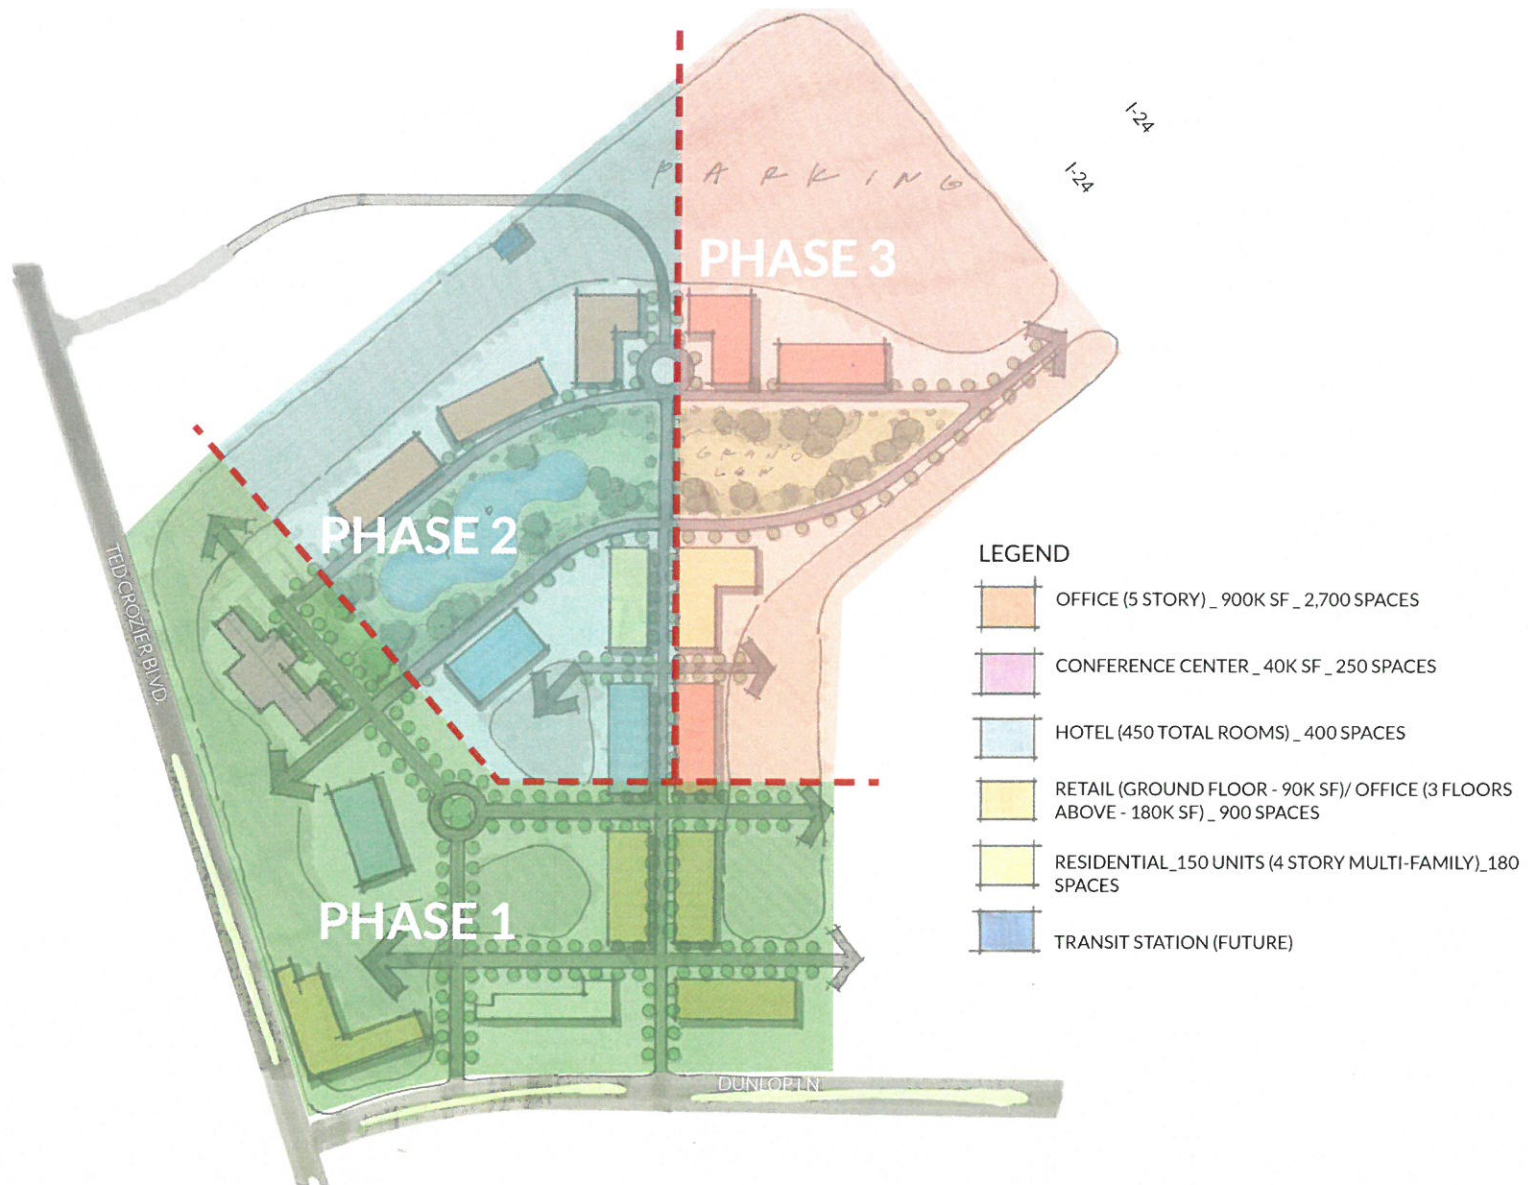 I-24
I-24
PARKING
PHASE 3
GRAND
PHASE 2
TED CROZIER BLVD.
PHASE 1
DUNLOP LN.
LEGEND
OFFICE (5 STORY) _ 900K SF _ 2,700 SPACES
CONFERENCE CENTER _ 40K SF _ 250 SPACES
HOTEL (450 TOTAL ROOMS) _ 400 SPACES
RETAIL (GROUND FLOOR - 90K SF)/ OFFICE (3 FLOORS
ABOVE - 180K SF) _ 900 SPACES
RESIDENTIAL_150 UNITS (4 STORY MULTI-FAMILY)_180
SPACES
TRANSIT STATION (FUTURE)